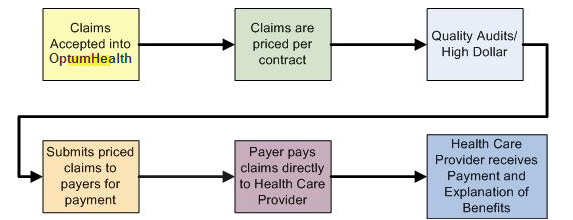 Claims
Accepted into
OptumHealth
Claims are
priced per
contract
Quality Audits/
High Dollar
Submits priced
claims to
payers for
payment
Payer pays
claims directly
to Health Care
Provider
Health Care
Provider receives
Payment and
Explanation of
Benefits